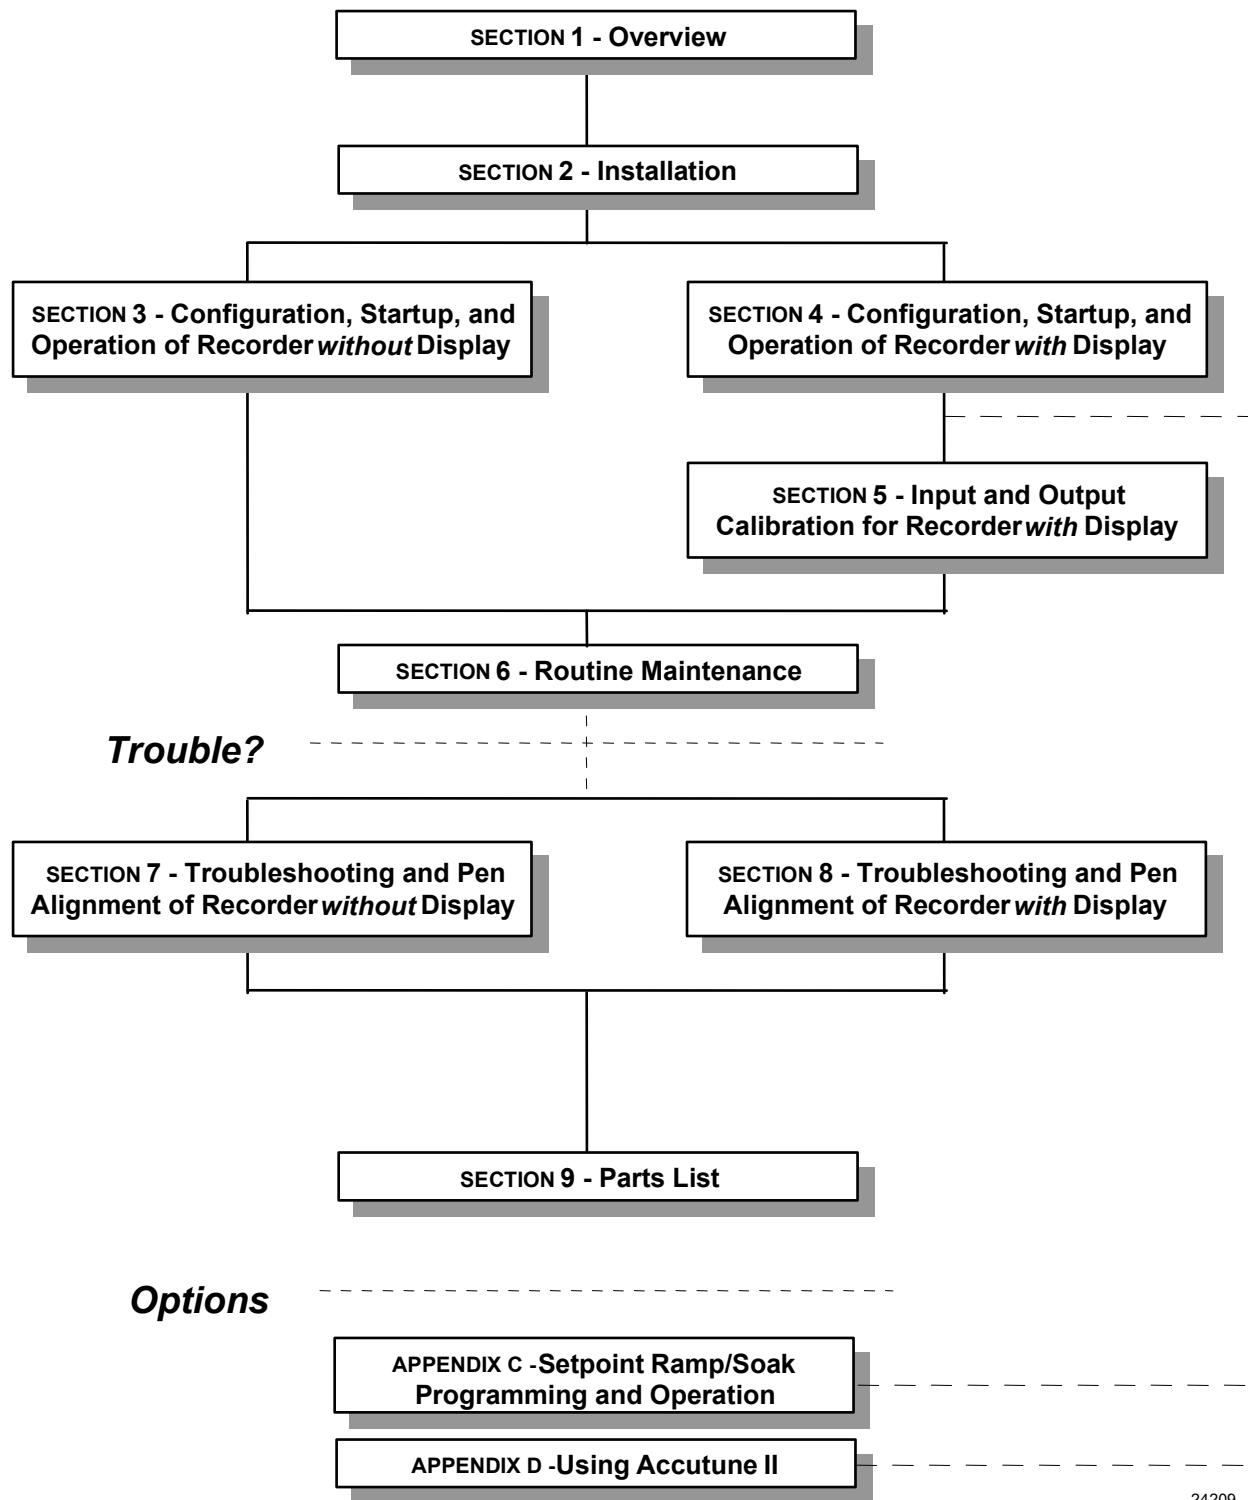 SECTION 1 - Overview
SECTION 2 - Installation
SECTION 3 - Configuration, Startup, and
Operation of Recorder without Display
SECTION 4 - Configuration, Startup, and
Operation of Recorder with Display
SECTION 5 - Input and Output
Calibration for Recorder with Display
SECTION 6 - Routine Maintenance
Trouble?
SECTION 7 - Troubleshooting and Pen
Alignment of Recorder without Display
SECTION 8 - Troubleshooting and Pen
Alignment of Recorder with Display
SECTION 9 - Parts List
Options
APPENDIX C -Setpoint Ramp/Soak
Programming and Operation
APPENDIX D -Using Accutune II
24209